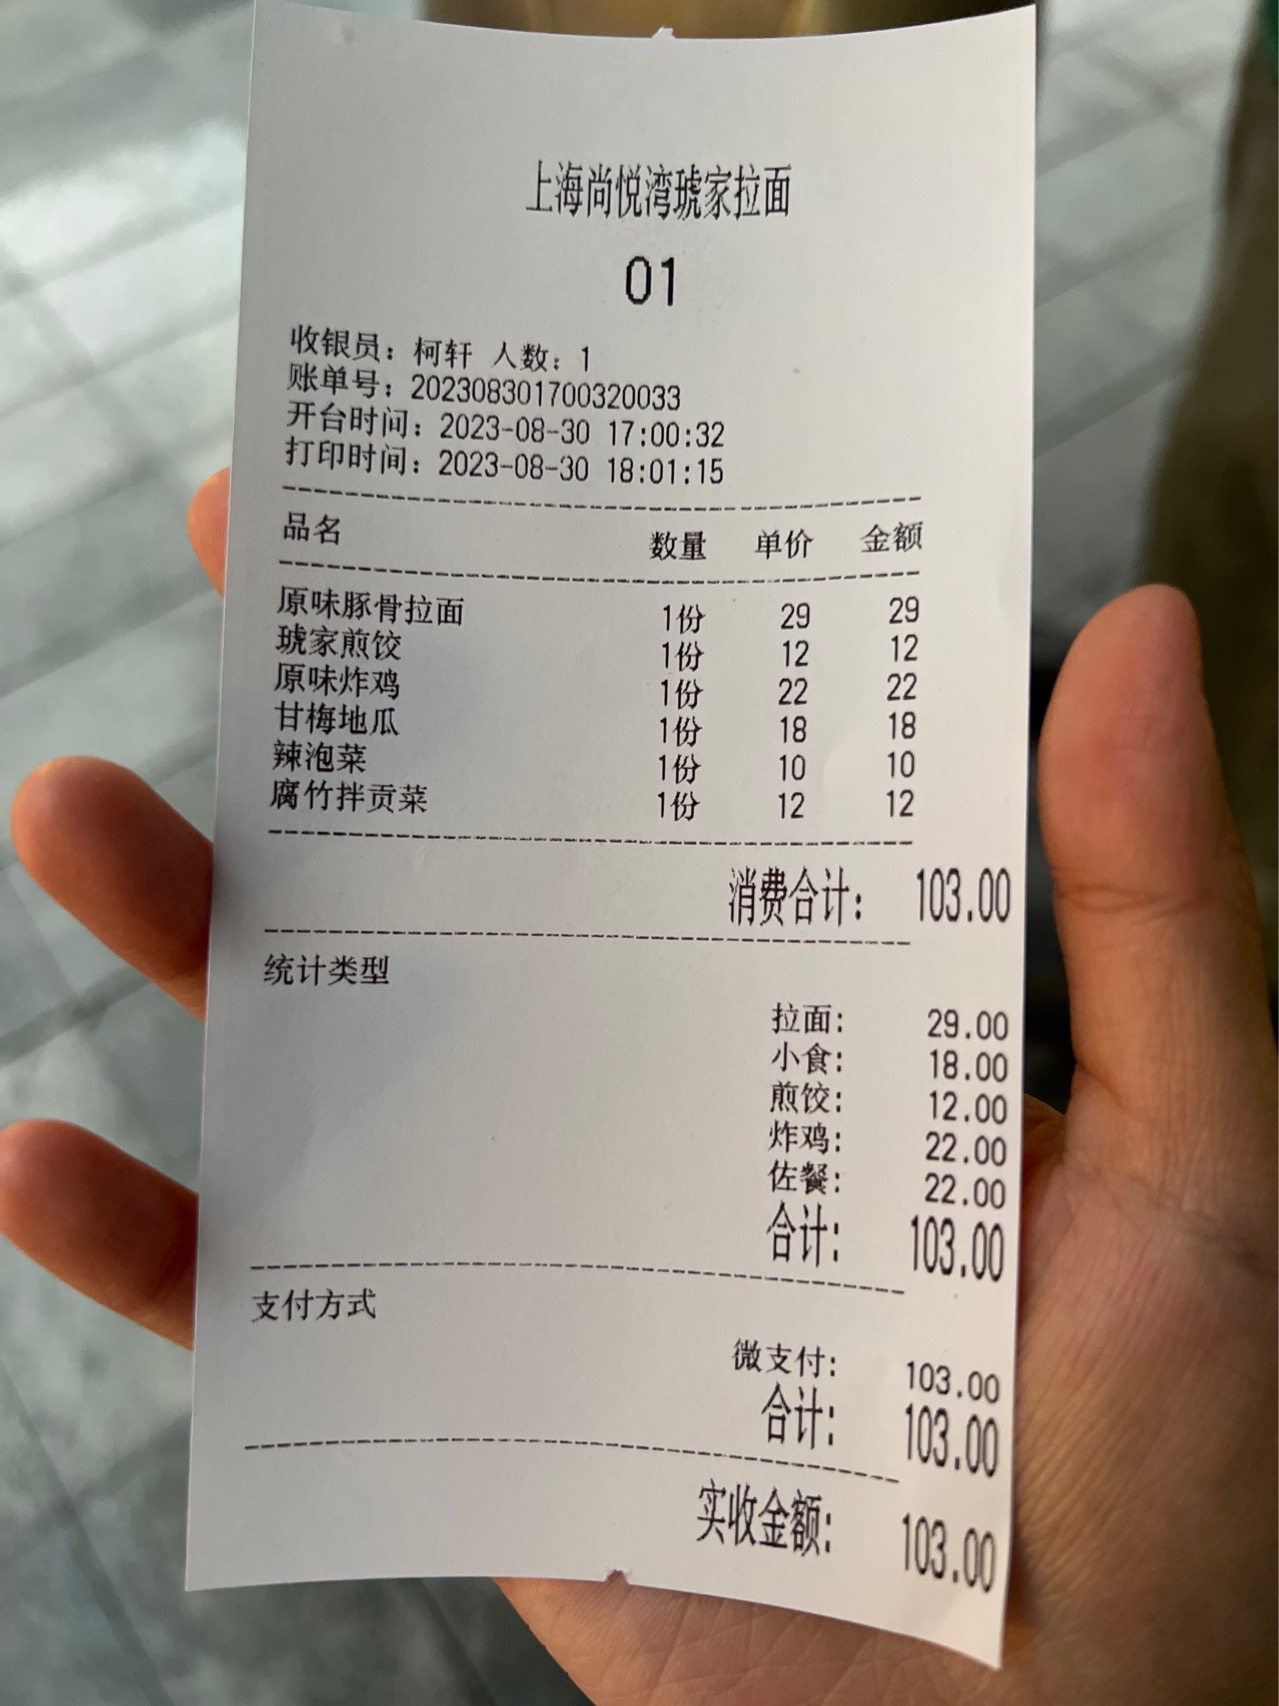 上海尚悦湾琥家拉面
01
收银员：柯轩 人数：1
账单号：202308301700320033
开台时间：2023-08-30 17:00:32
打印时间：2023-08-30 18:01:15
品名 数量 单价 金额
原味豚骨拉面 1份 29 29
琥家煎饺 1份 12 12
原味炸鸡 1份 22 22
甘梅地瓜 1份 18 18
辣泡菜 1份 10 10
腐竹拌贡菜 1份 12 12
消费合计： 103.00
统计类型
拉面: 29.00
小食: 18.00
煎饺: 12.00
炸鸡: 22.00
佐餐: 22.00
合计: 103.00
支付方式
微支付: 103.00
合计: 103.00
实收金额: 103.00